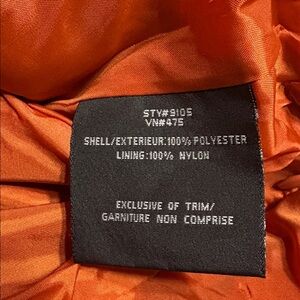 STY#9105
VN#475
SHELL/EXTERIEUR:100% POLYESTER
LINING:100% NYLON
EXCLUSIVE OF TRIM/
GARNITURE NON COMPRISE